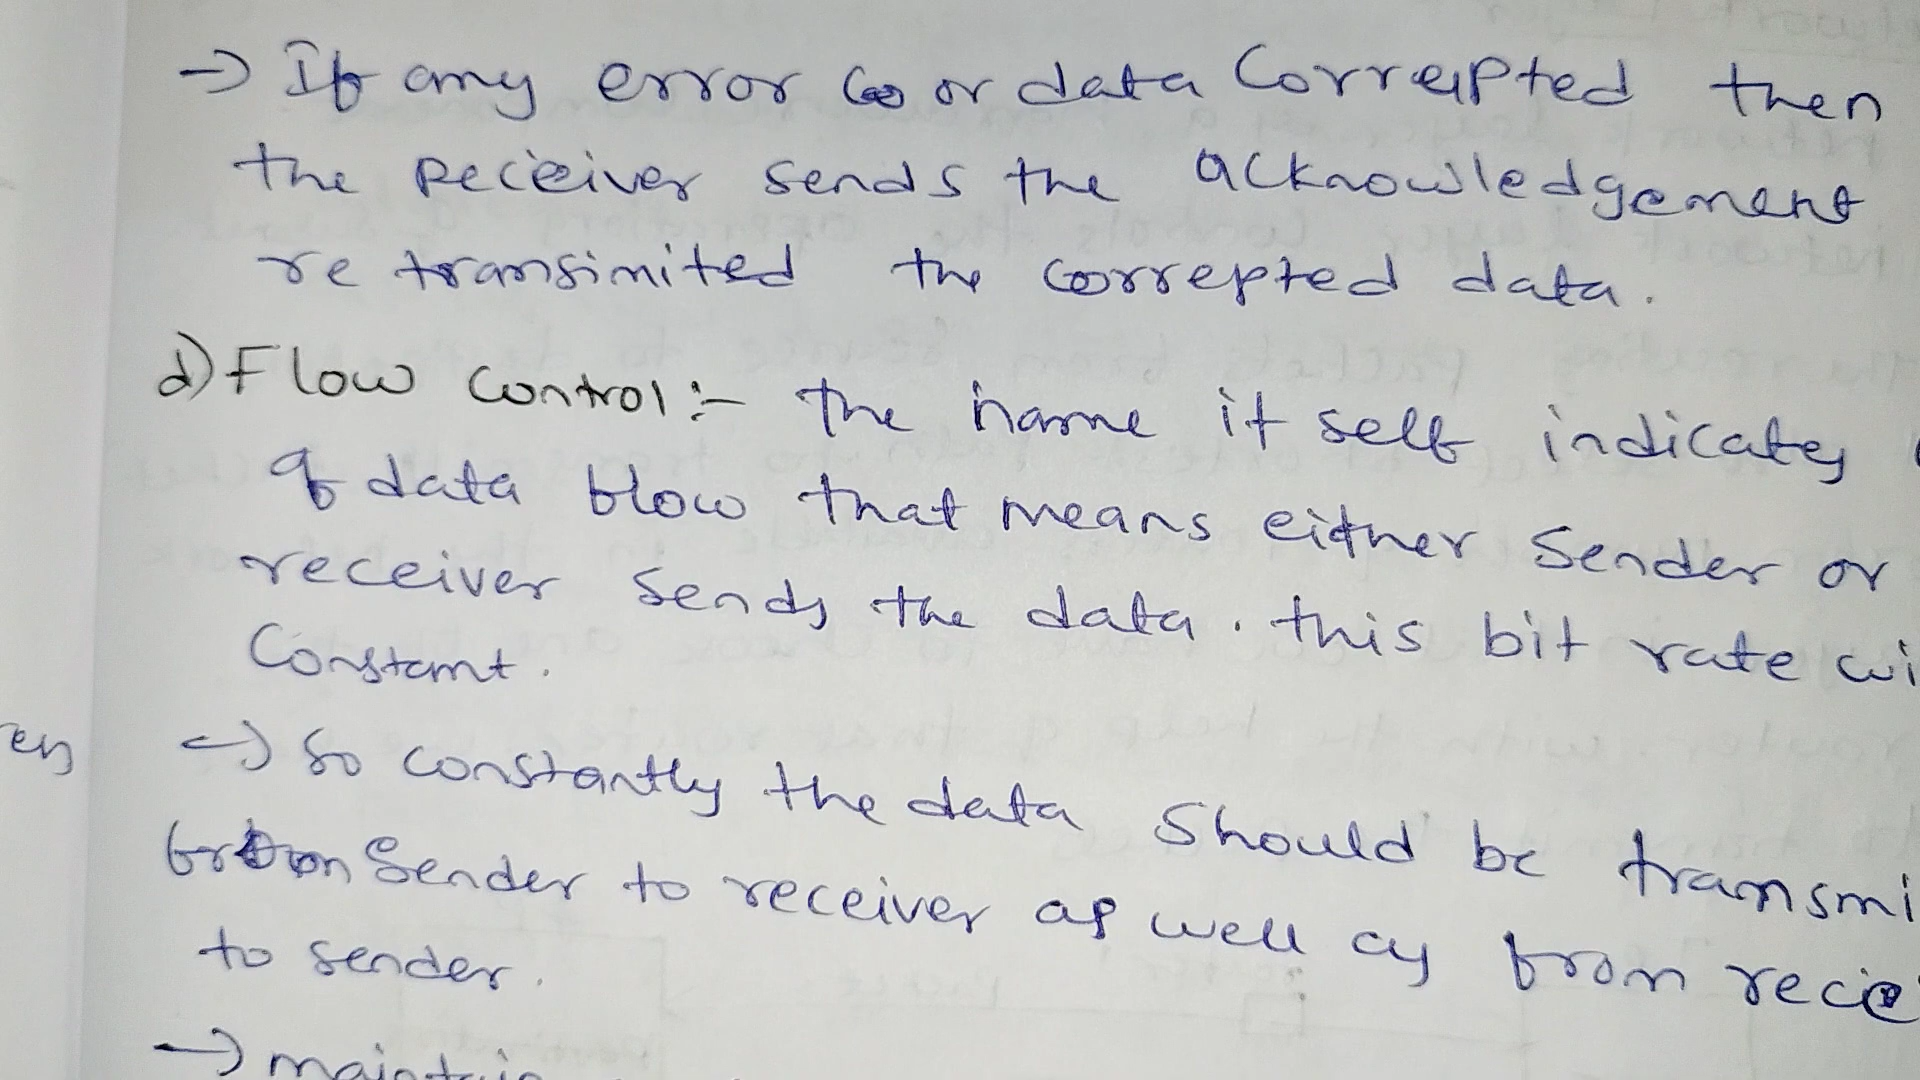 → If any error or data Correupted then
the Receiver sends the acknowledgement
re transimited the correpted data.
d) Flow control :- the name it self indicates
of data flow that means either sender or
receiver sends the data. this bit rate wi
Constant.
→ So constantly the data should be transmi
from Sender to receiver as well as from recie
to sender.
→ maintain